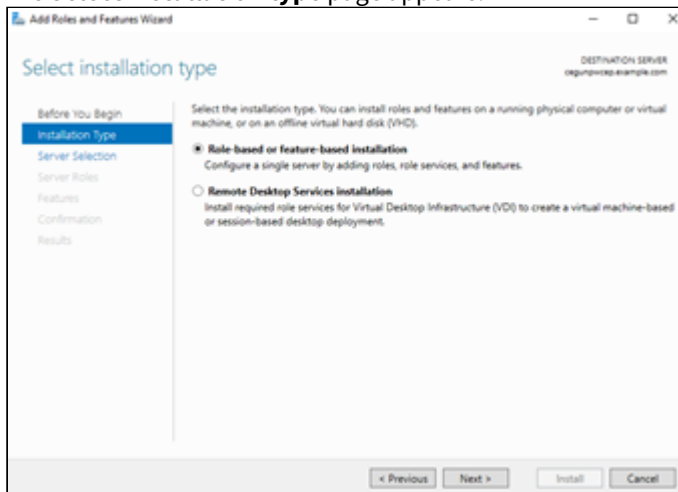 Add Roles and Features Wizard
Select installation type
DESTINATION SERVER
cegunpwcep.example.com
Before You Begin
Installation Type
Server Selection
Server Roles
Features
Confirmation
Results
Select the installation type. You can install roles and features on a running physical computer or virtual
machine, or on an offline virtual hard disk (VHD).
Role-based or feature-based installation
Configure a single server by adding roles, role services, and features.
Remote Desktop Services installation
Install required role services for Virtual Desktop Infrastructure (VDI) to create a virtual machine-based
or session-based desktop deployment.
< Previous
Next >
Install
Cancel